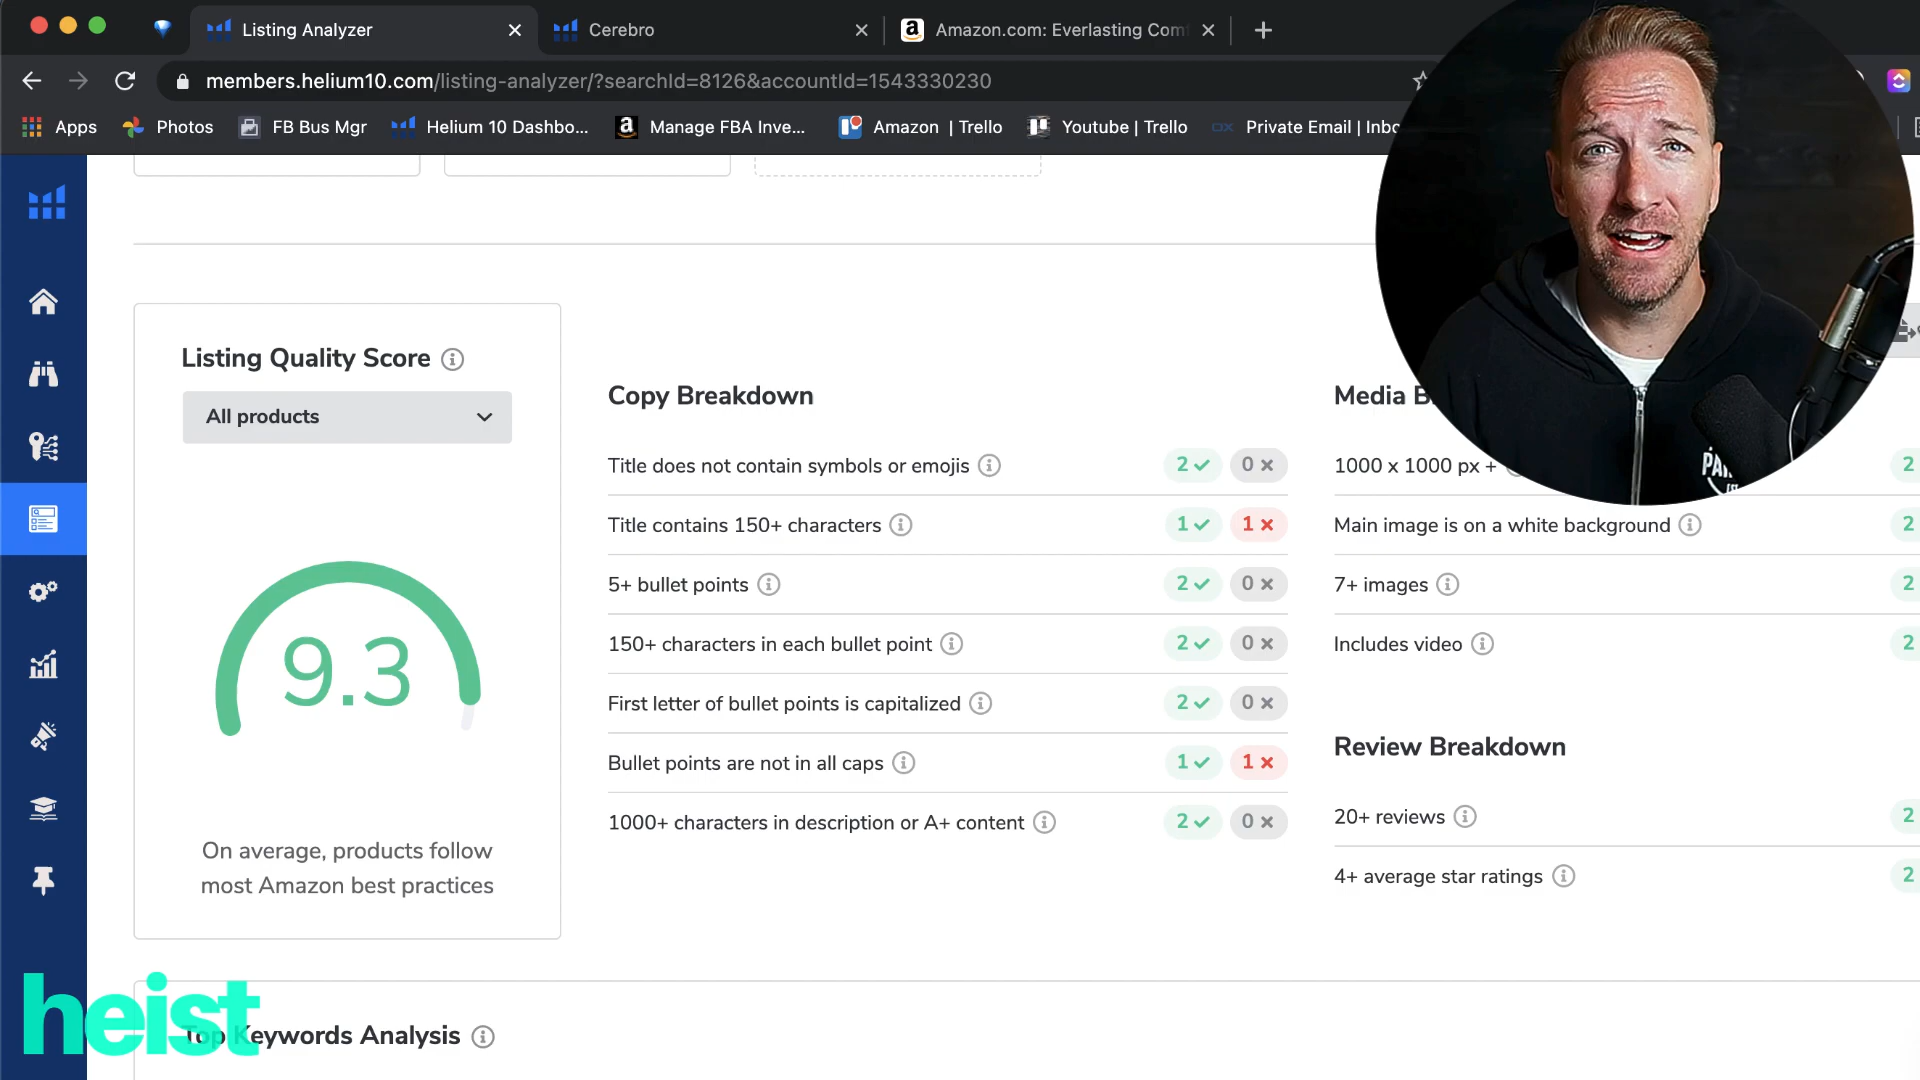 Listing Analyzer
Cerebro
Amazon.com: Everlasting Com
members.helium10.com/listing-analyzer/?searchId=8126&accountId=1543330230
Apps
Photos
FB Bus Mgr
Helium 10 Dashbo...
Manage FBA Inve...
Amazon | Trello
Youtube | Trello
Private Email | Inbo
Listing Quality Score
All products
9.3
On average, products follow
most Amazon best practices
Copy Breakdown
Title does not contain symbols or emojis 2 0
Title contains 150+ characters 1 1
5+ bullet points 2 0
150+ characters in each bullet point 2 0
First letter of bullet points is capitalized 2 0
Bullet points are not in all caps 1 1
1000+ characters in description or A+ content 2 0
Media B
1000 x 1000 px + 2
Main image is on a white background 2
7+ images 2
Includes video 2
Review Breakdown
20+ reviews 2
4+ average star ratings 2
Top Keywords Analysis
heist